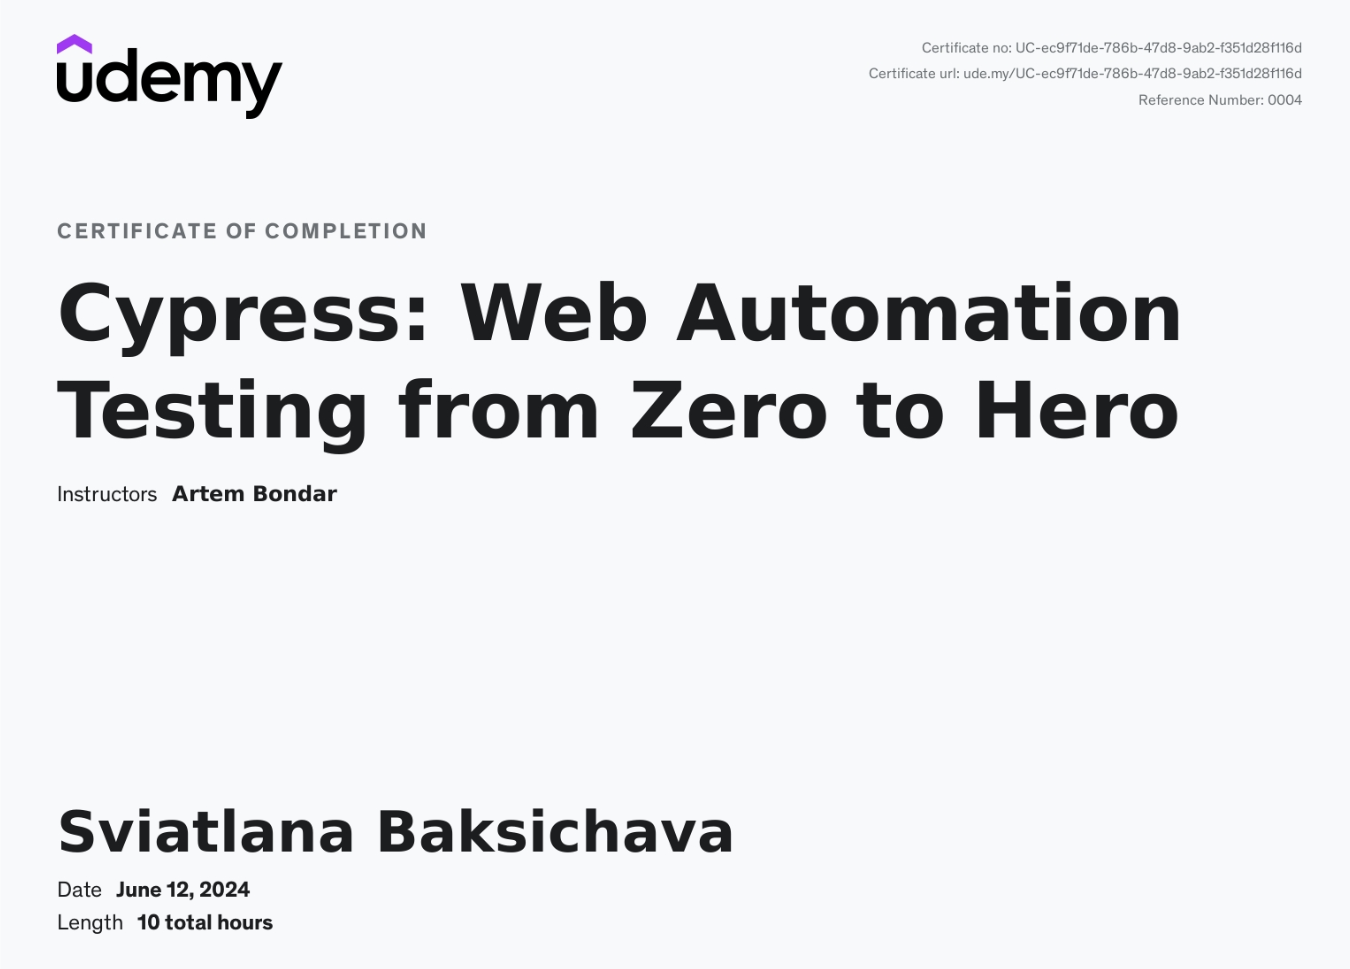 udemy
Certificate no: UC-ec9f71de-786b-47d8-9ab2-f351d28f116d
Certificate url: ude.my/UC-ec9f71de-786b-47d8-9ab2-f351d28f116d
Reference Number: 0004
CERTIFICATE OF COMPLETION
Cypress: Web Automation
Testing from Zero to Hero
Instructors Artem Bondar
Sviatlana Baksichava
Date June 12, 2024
Length 10 total hours